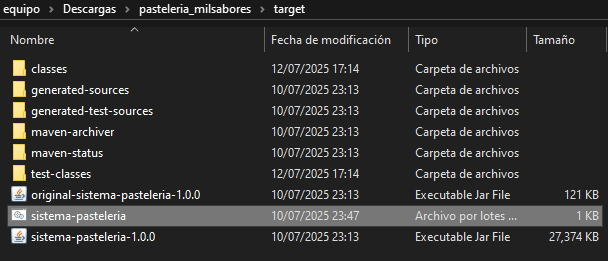 equipo > Descargas > pasteleria_milsabores > target
Nombre Fecha de modificación Tipo Tamaño
classes 12/07/2025 17:14 Carpeta de archivos
generated-sources 10/07/2025 23:13 Carpeta de archivos
generated-test-sources 10/07/2025 23:13 Carpeta de archivos
maven-archiver 10/07/2025 23:13 Carpeta de archivos
maven-status 10/07/2025 23:13 Carpeta de archivos
test-classes 12/07/2025 17:14 Carpeta de archivos
original-sistema-pasteleria-1.0.0 10/07/2025 23:13 Executable Jar File 121 KB
sistema-pasteleria 10/07/2025 23:47 Archivo por lotes ... 1 KB
sistema-pasteleria-1.0.0 10/07/2025 23:13 Executable Jar File 27,374 KB